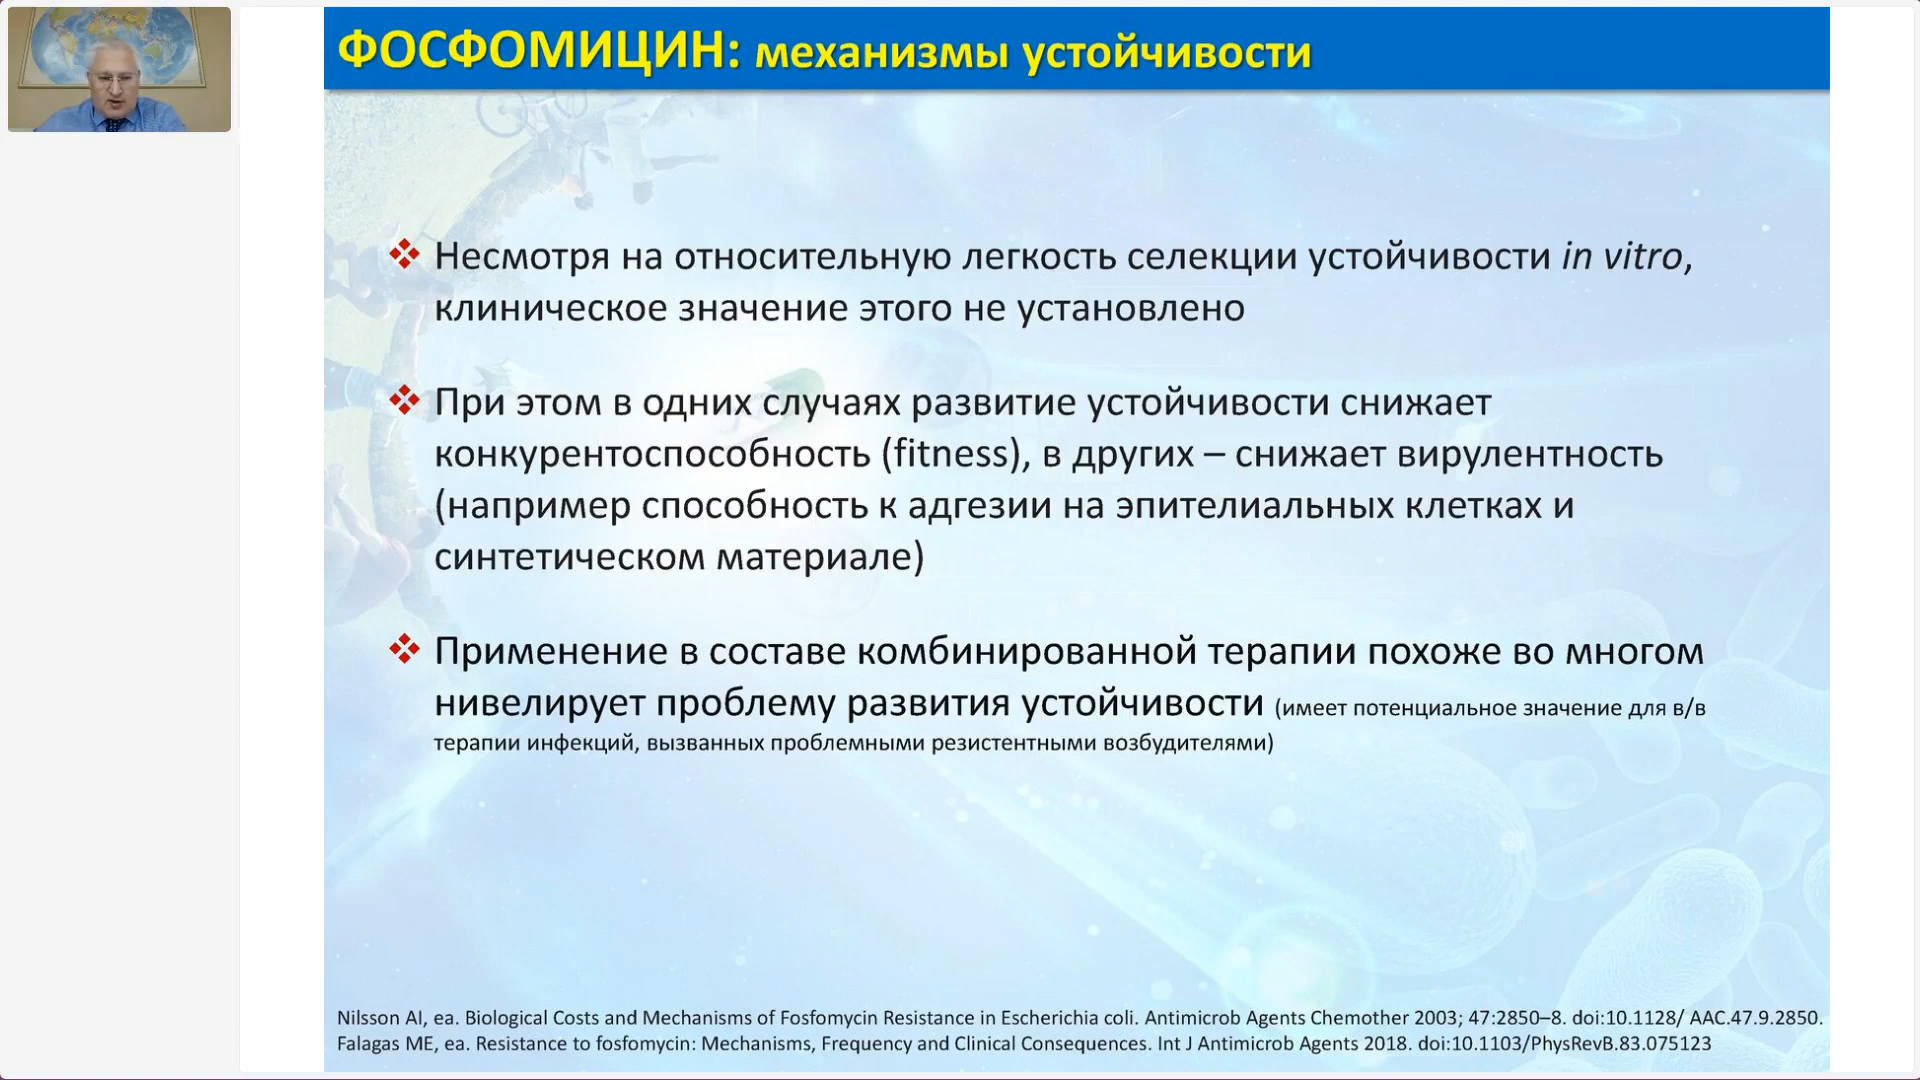 ФОСФОМИЦИН: механизмы устойчивости
Несмотря на относительную легкость селекции устойчивости in vitro,
клиническое значение этого не установлено
При этом в одних случаях развитие устойчивости снижает
конкурентоспособность (fitness), в других – снижает вирулентность
(например способность к адгезии на эпителиальных клетках и
синтетическом материале)
Применение в составе комбинированной терапии похоже во многом
нивелирует проблему развития устойчивости (имеет потенциальное значение для в/в
терапии инфекций, вызванных проблемными резистентными возбудителями)
Nilsson AI, ea. Biological Costs and Mechanisms of Fosfomycin Resistance in Escherichia coli. Antimicrob Agents Chemother 2003; 47:2850–8. doi:10.1128/ AAC.47.9.2850.
Falagas ME, ea. Resistance to fosfomycin: Mechanisms, Frequency and Clinical Consequences. Int J Antimicrob Agents 2018. doi:10.1103/PhysRevB.83.075123